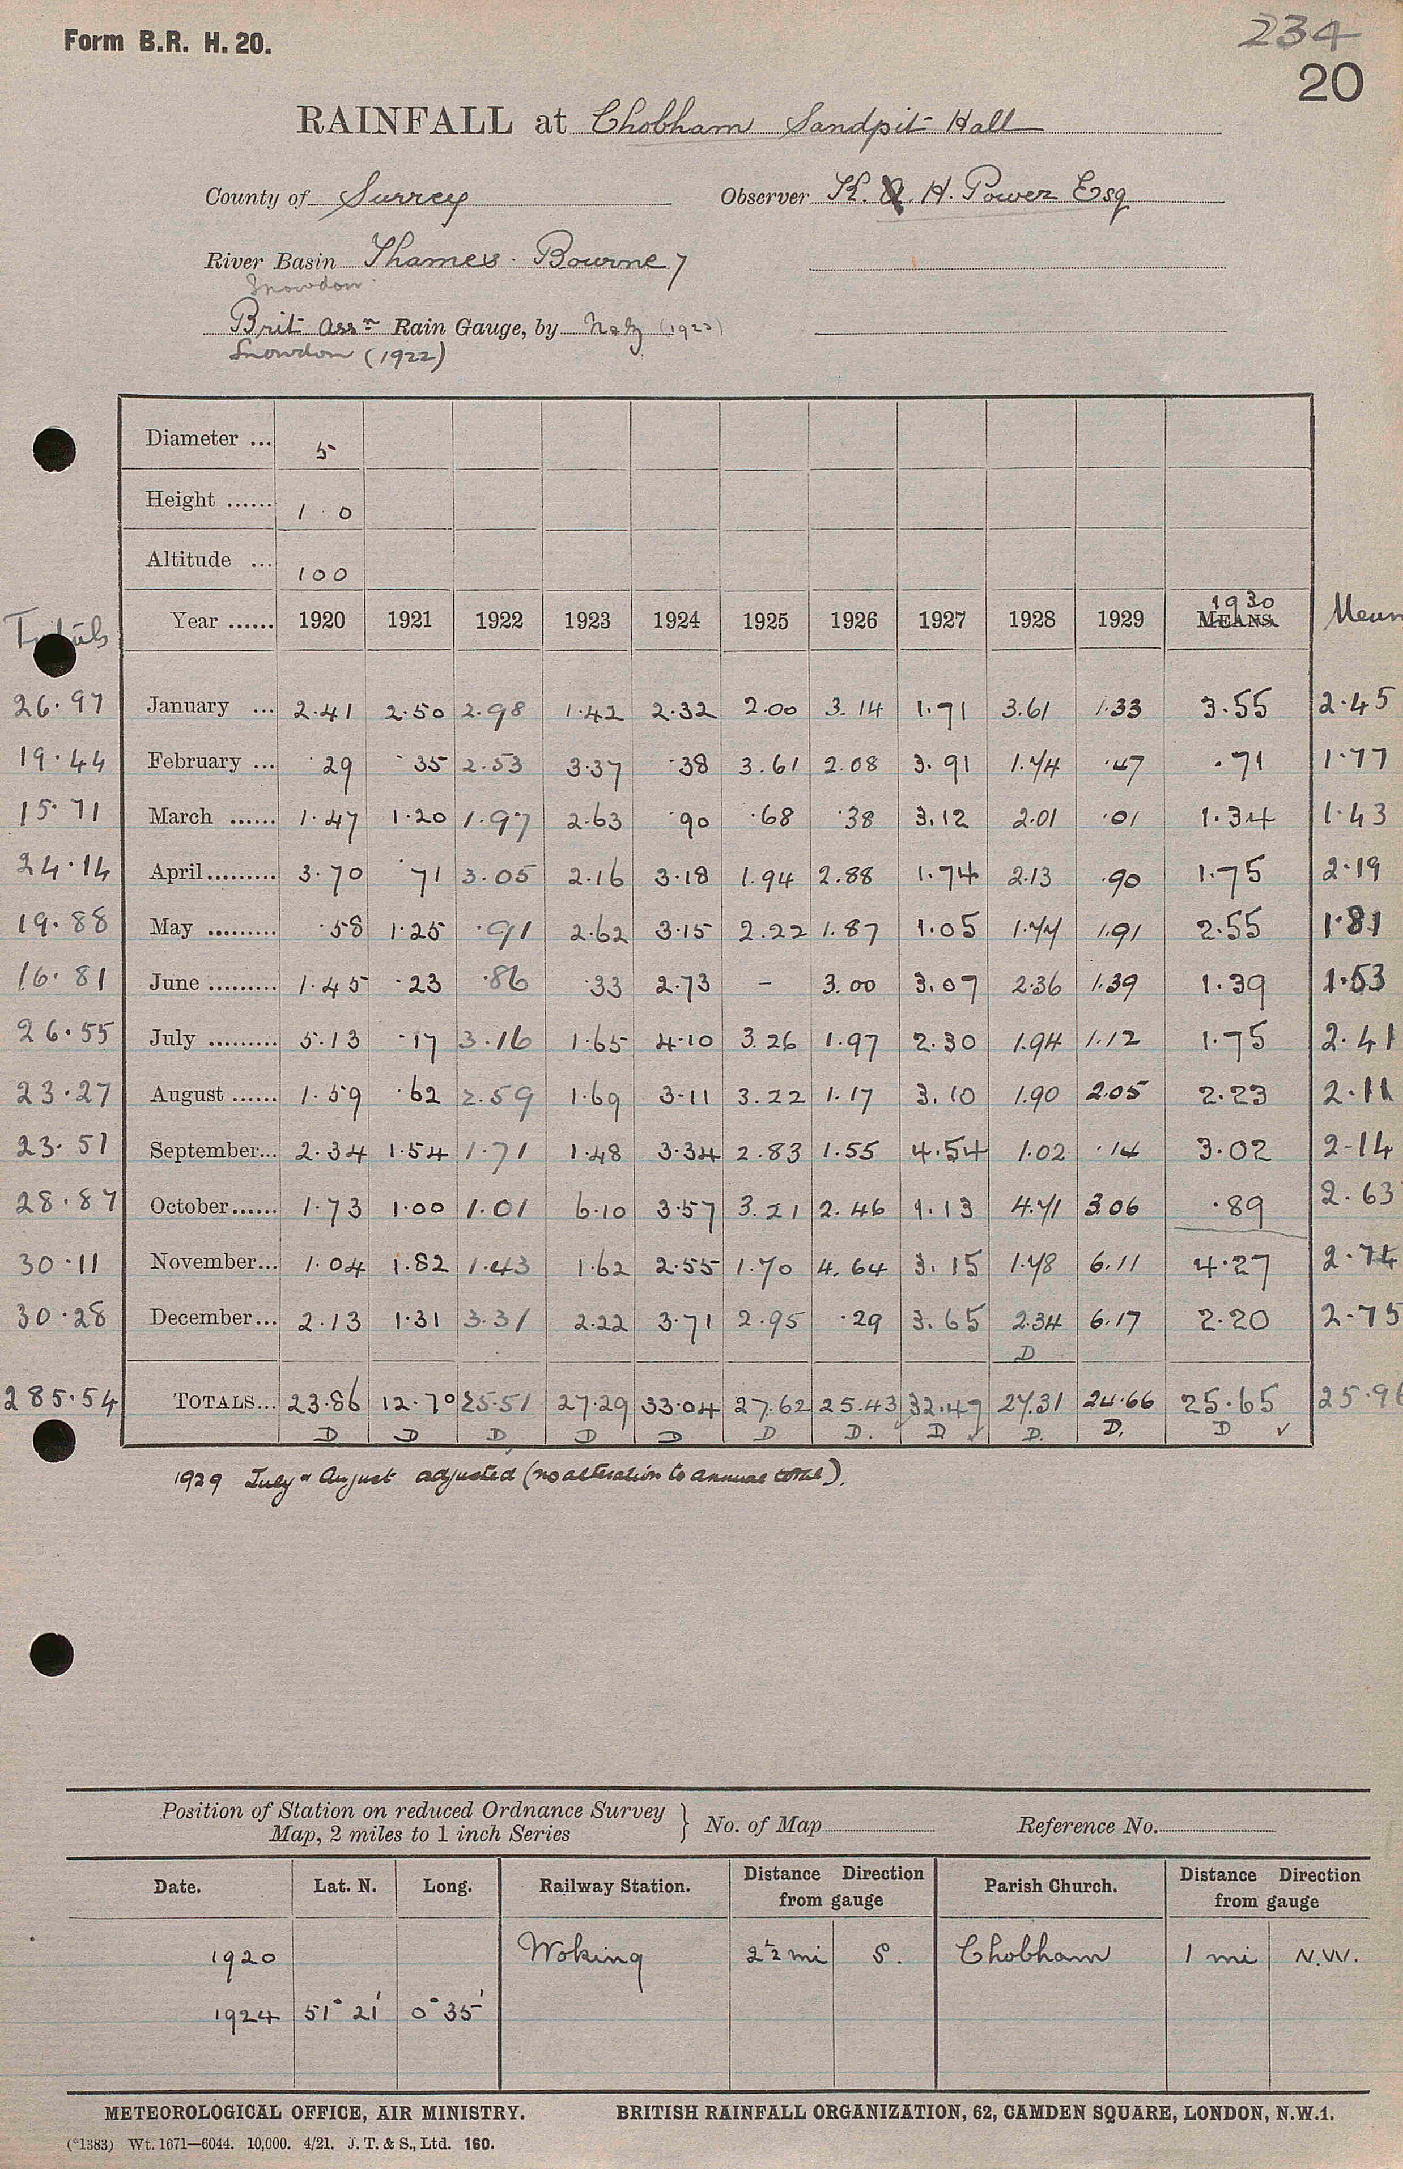 Form B.R. H. 20.
234
20
RAINFALL at Chobham Sandpit Hall
County of Surrey Observer K. H. Power Esq
River Basin Thames. Bourne
Snowdon
Brit Assn Rain Gauge, by Negretti
Snowdon (1922)
Diameter ... 5
Height ...... 1 . 0
Altitude ... 100
Totals Year ...... 1920 1921 1922 1923 1924 1925 1926 1927 1928 1929 1930 MEANS. Mean
26.97 January ... 2.41 2.50 2.98 1.42 2.32 2.00 3.14 1.71 3.61 1.33 3.55 2.45
19.44 February ... .29 .35 2.53 3.37 .38 3.61 2.08 3.91 1.74 .47 .71 1.77
15.71 March ...... 1.47 1.20 1.97 2.63 .90 .68 .38 3.12 2.01 .01 1.34 1.43
24.14 April ......... 3.70 .71 3.05 2.16 3.18 1.94 2.88 1.74 2.13 .90 1.75 2.19
19.88 May ......... .58 1.25 .91 2.62 3.15 2.22 1.87 1.05 1.74 1.91 2.55 1.81
16.81 June ......... 1.45 .23 .86 .33 2.73 - 3.00 3.07 2.36 1.39 1.39 1.53
26.55 July ......... 5.13 .17 3.16 1.65 4.10 3.26 1.97 2.30 1.94 1.12 1.75 2.41
23.27 August ...... 1.59 .62 2.59 1.69 3.11 3.22 1.17 3.10 1.90 2.05 2.23 2.11
23.51 September... 2.34 1.54 1.71 1.48 3.34 2.83 1.55 4.54 1.02 .14 3.02 2.14
28.87 October...... 1.73 1.00 1.01 6.10 3.57 3.21 2.46 1.13 4.71 3.06 .89 2.63
30.11 November... 1.04 1.82 1.43 1.62 2.55 1.70 4.64 3.15 1.78 6.11 4.27 2.74
30.28 December... 2.13 1.31 3.31 2.22 3.71 2.95 .29 3.65 2.34 6.17 2.20 2.75
D
285.54 TOTALS... 23.86 12.70 25.51 27.29 33.04 27.62 25.43 32.47 27.31 24.66 25.65 25.96
D D D D D D D. D D. D. D ✓
1929 July & August adjusted (no alteration to annual total).
Position of Station on reduced Ordnance Survey
Map, 2 miles to 1 inch Series } No. of Map Reference No.
Date. Lat. N. Long. Railway Station. Distance Direction from gauge Parish Church. Distance Direction from gauge
1920 Woking 2½ mi S. Chobham 1 mi N.W.
1924 51° 21' 0° 35'
METEOROLOGICAL OFFICE, AIR MINISTRY. BRITISH RAINFALL ORGANIZATION, 62, CAMDEN SQUARE, LONDON, N.W.1.
(*1383) Wt. 1671—6044. 10,000. 4/21. J. T. & S., Ltd. 160.